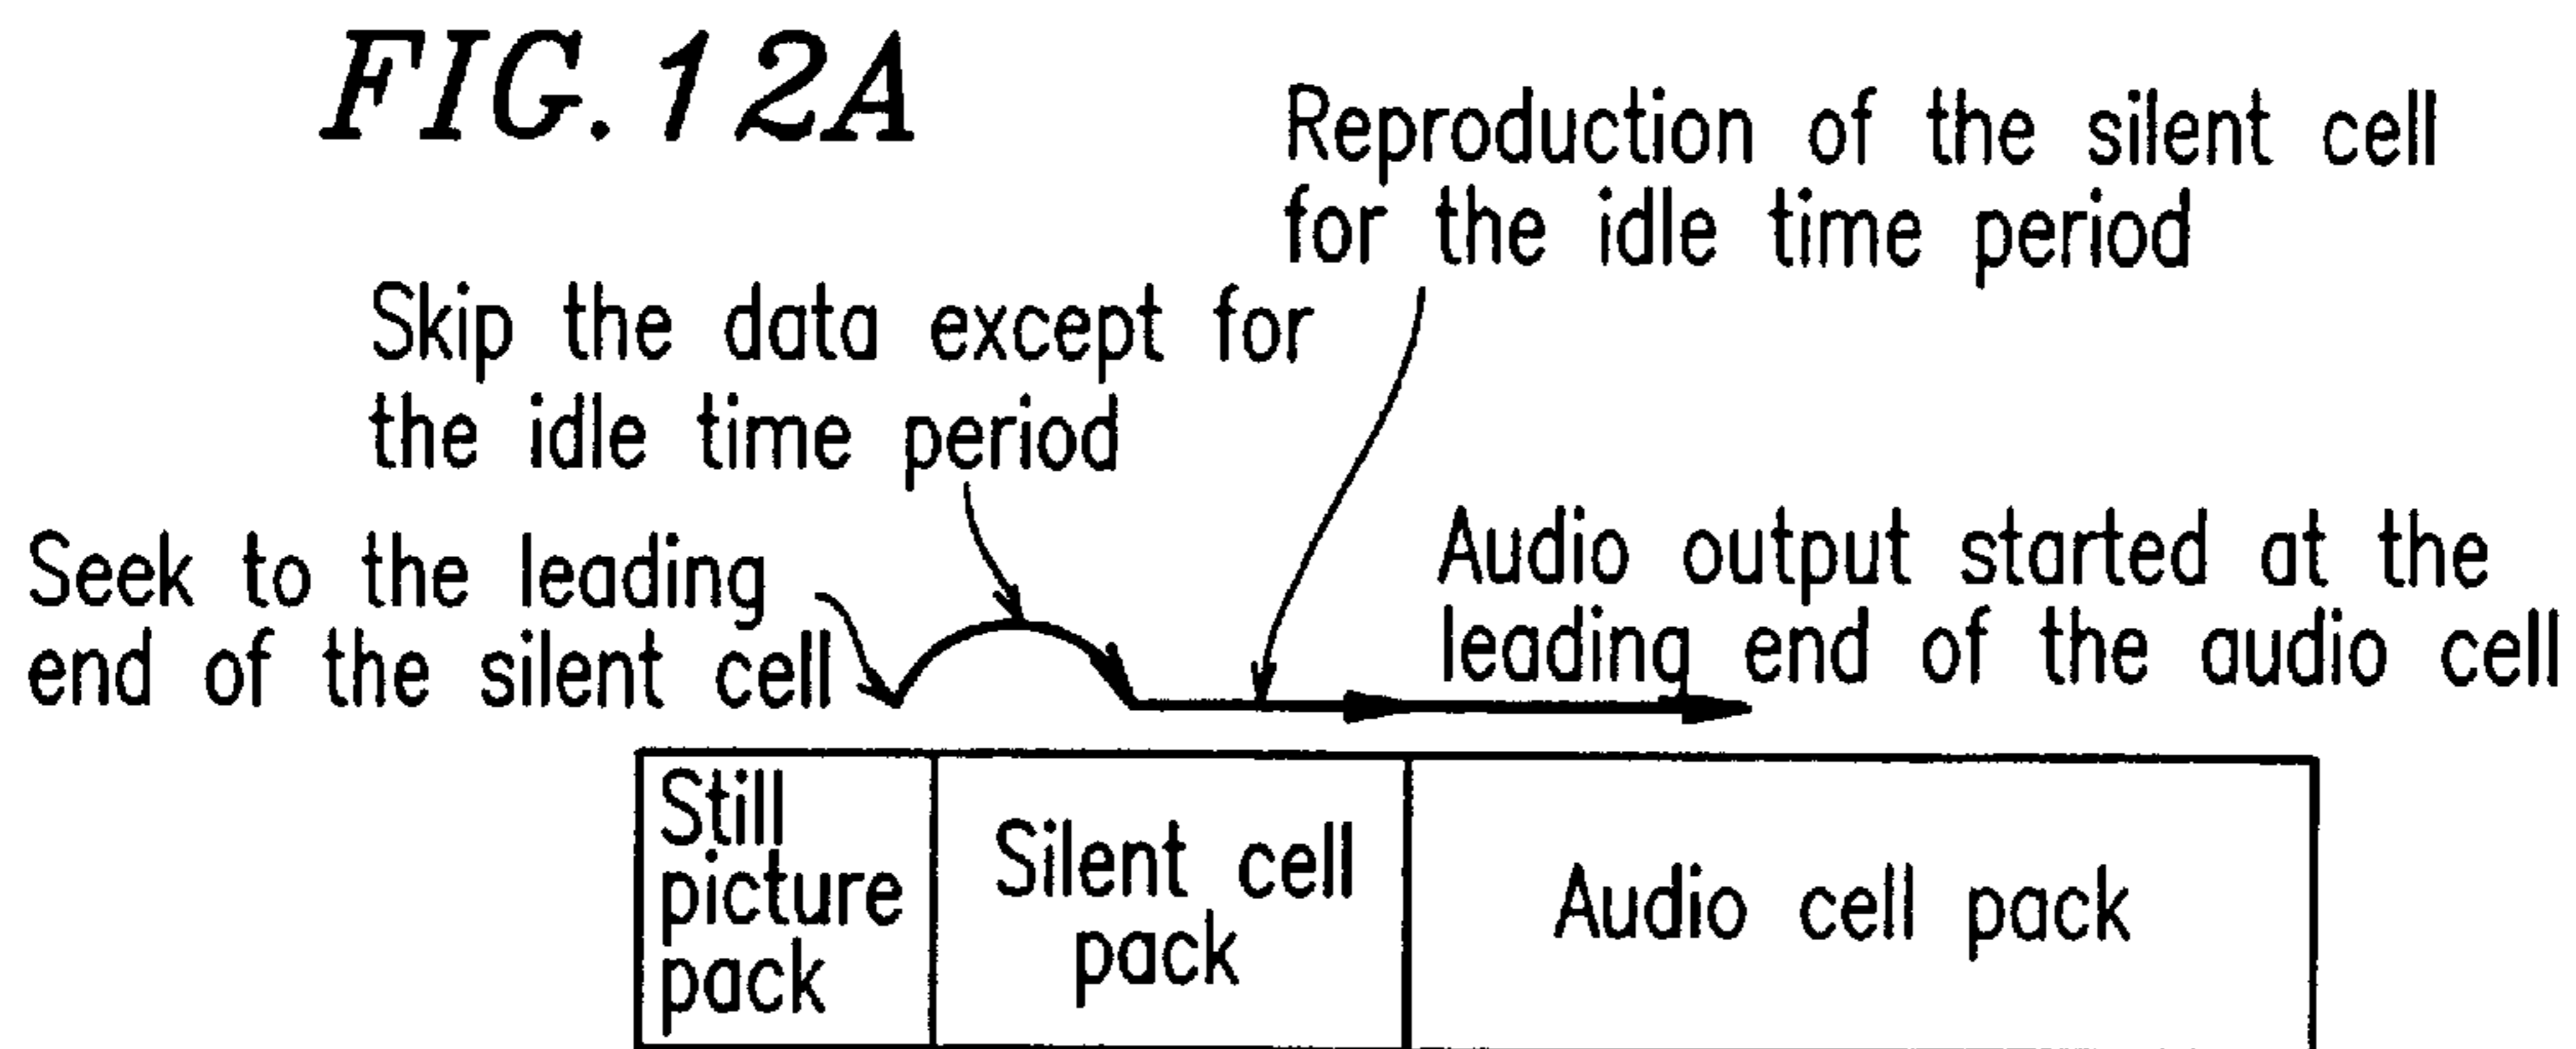 FIG. 12A
Reproduction of the silent cell
for the idle time period
Skip the data except for
the idle time period
Seek to the leading
end of the silent cell
Audio output started at the
leading end of the audio cell
Still
picture
pack
Silent cell
pack
Audio cell pack